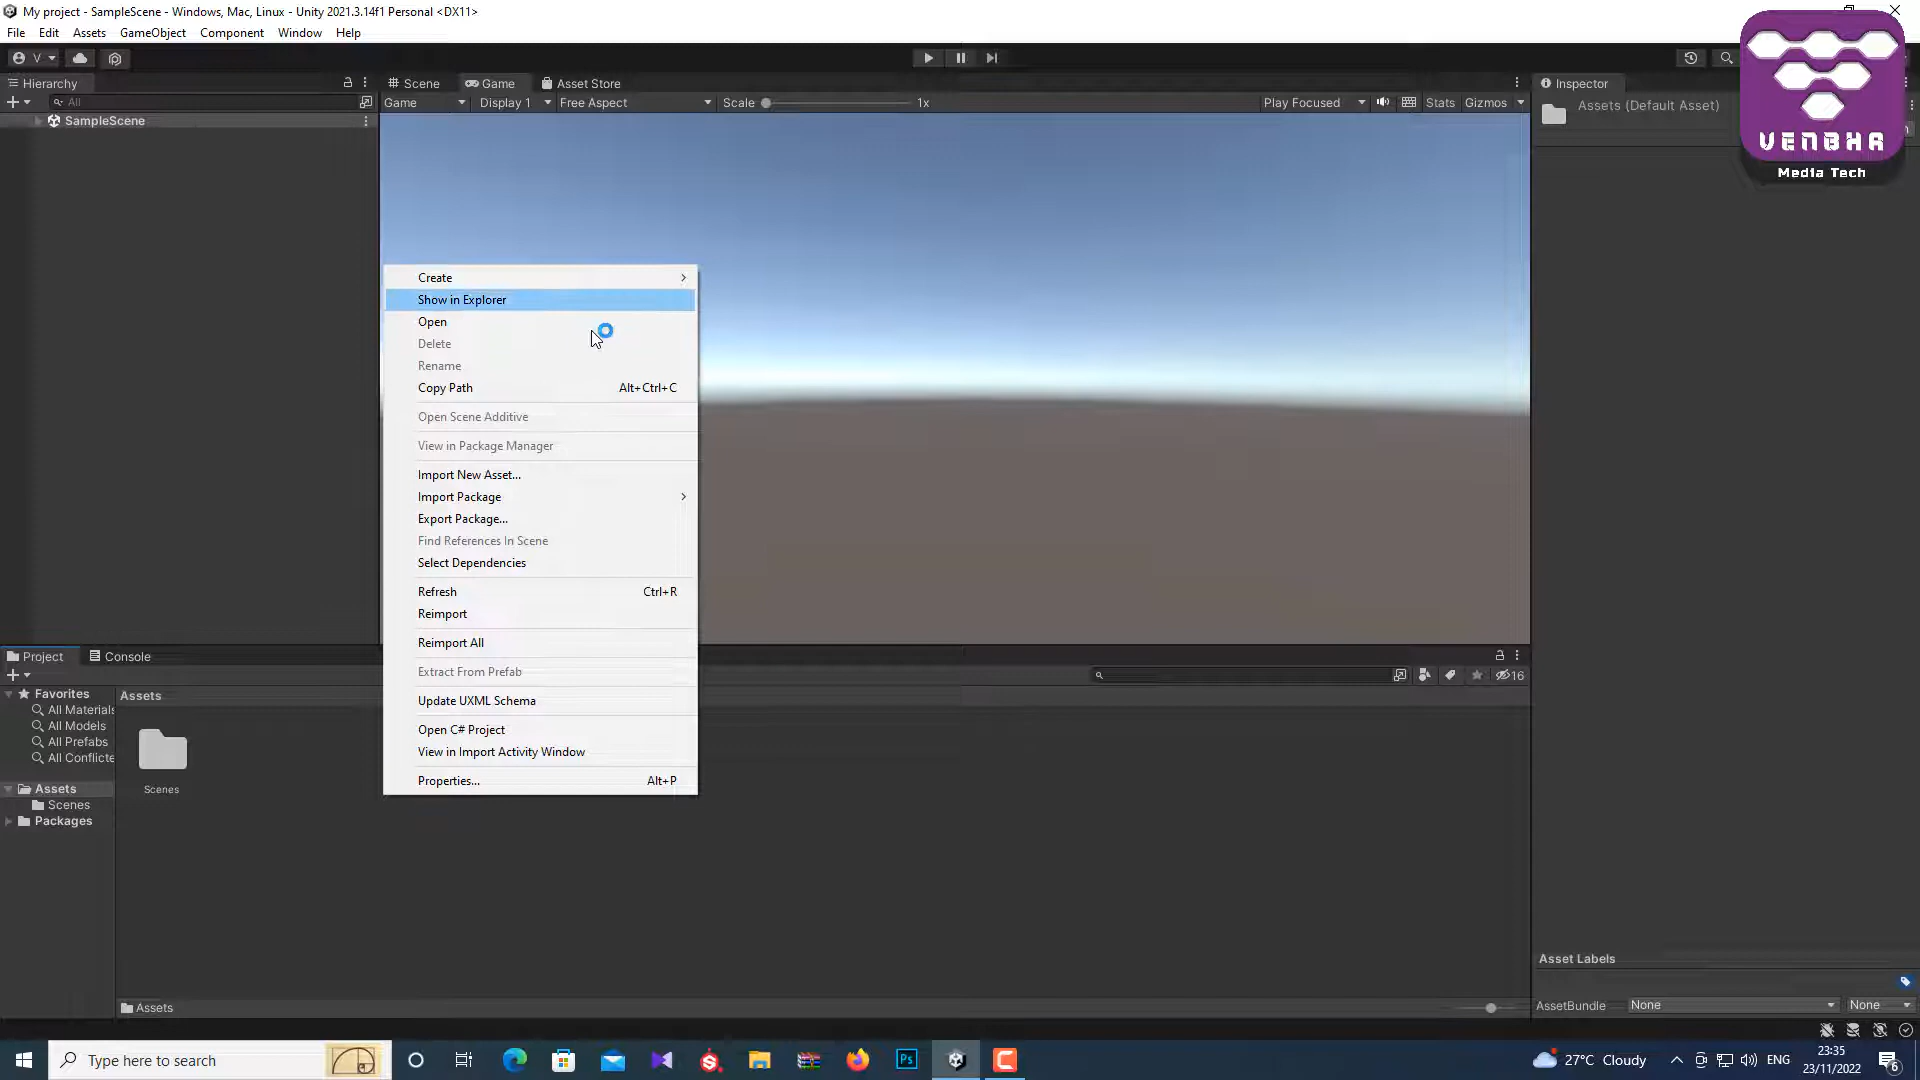 My project - SampleScene - Windows, Mac, Linux - Unity 2021.3.14f1 Personal <DX11>
File Edit Assets GameObject Component Window Help
V
Hierarchy
Scene Game Asset Store
Inspector
All
Game Display 1 Free Aspect Scale 1x Play Focused Stats Gizmos
Assets (Default Asset)
SampleScene
VENBHA
Media Tech
Create
Show in Explorer
Open
Delete
Rename
Copy Path Alt+Ctrl+C
Open Scene Additive
View in Package Manager
Import New Asset...
Import Package
Export Package...
Find References In Scene
Select Dependencies
Refresh Ctrl+R
Reimport
Reimport All
Extract From Prefab
Update UXML Schema
Open C# Project
View in Import Activity Window
Properties... Alt+P
Project Console
16
Favorites
All Materials
All Models
All Prefabs
All Conflicte
Assets
Scenes
Packages
Assets
Scenes
Assets
Asset Labels
AssetBundle None None
Type here to search
Ps
27°C Cloudy
ENG
23:35
23/11/2022
6